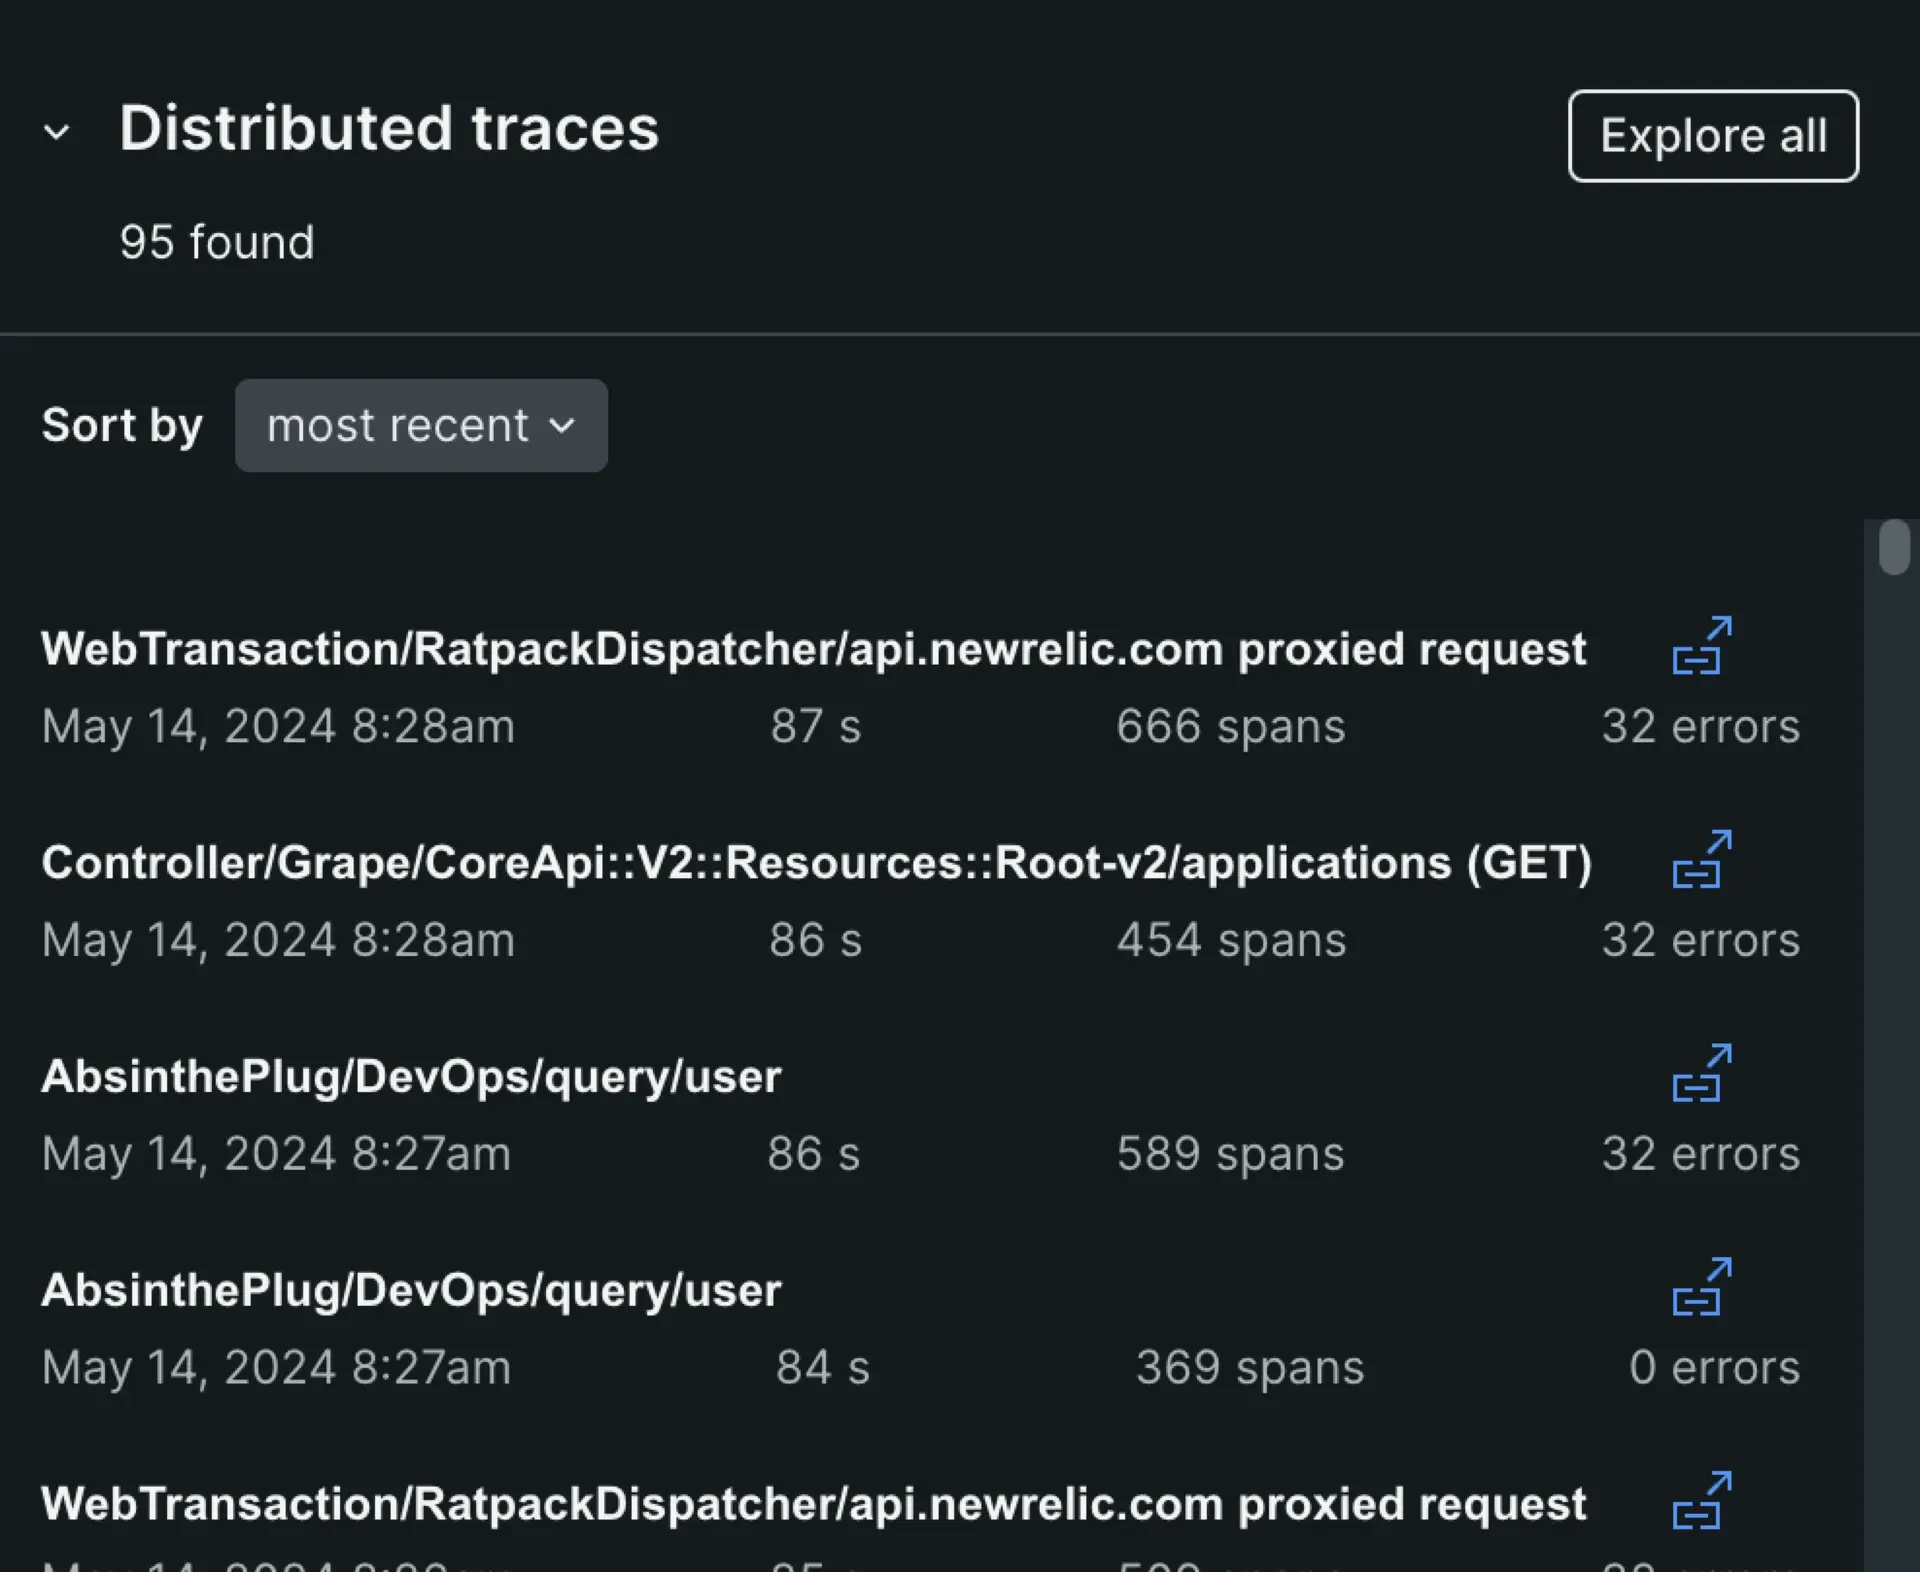 Distributed traces
Explore all
95 found
Sort by most recent
WebTransaction/RatpackDispatcher/api.newrelic.com proxied request
May 14, 2024 8:28am 87 s 666 spans 32 errors
Controller/Grape/CoreApi::V2::Resources::Root-v2/applications (GET)
May 14, 2024 8:28am 86 s 454 spans 32 errors
AbsinthePlug/DevOps/query/user
May 14, 2024 8:27am 86 s 589 spans 32 errors
AbsinthePlug/DevOps/query/user
May 14, 2024 8:27am 84 s 369 spans 0 errors
WebTransaction/RatpackDispatcher/api.newrelic.com proxied request